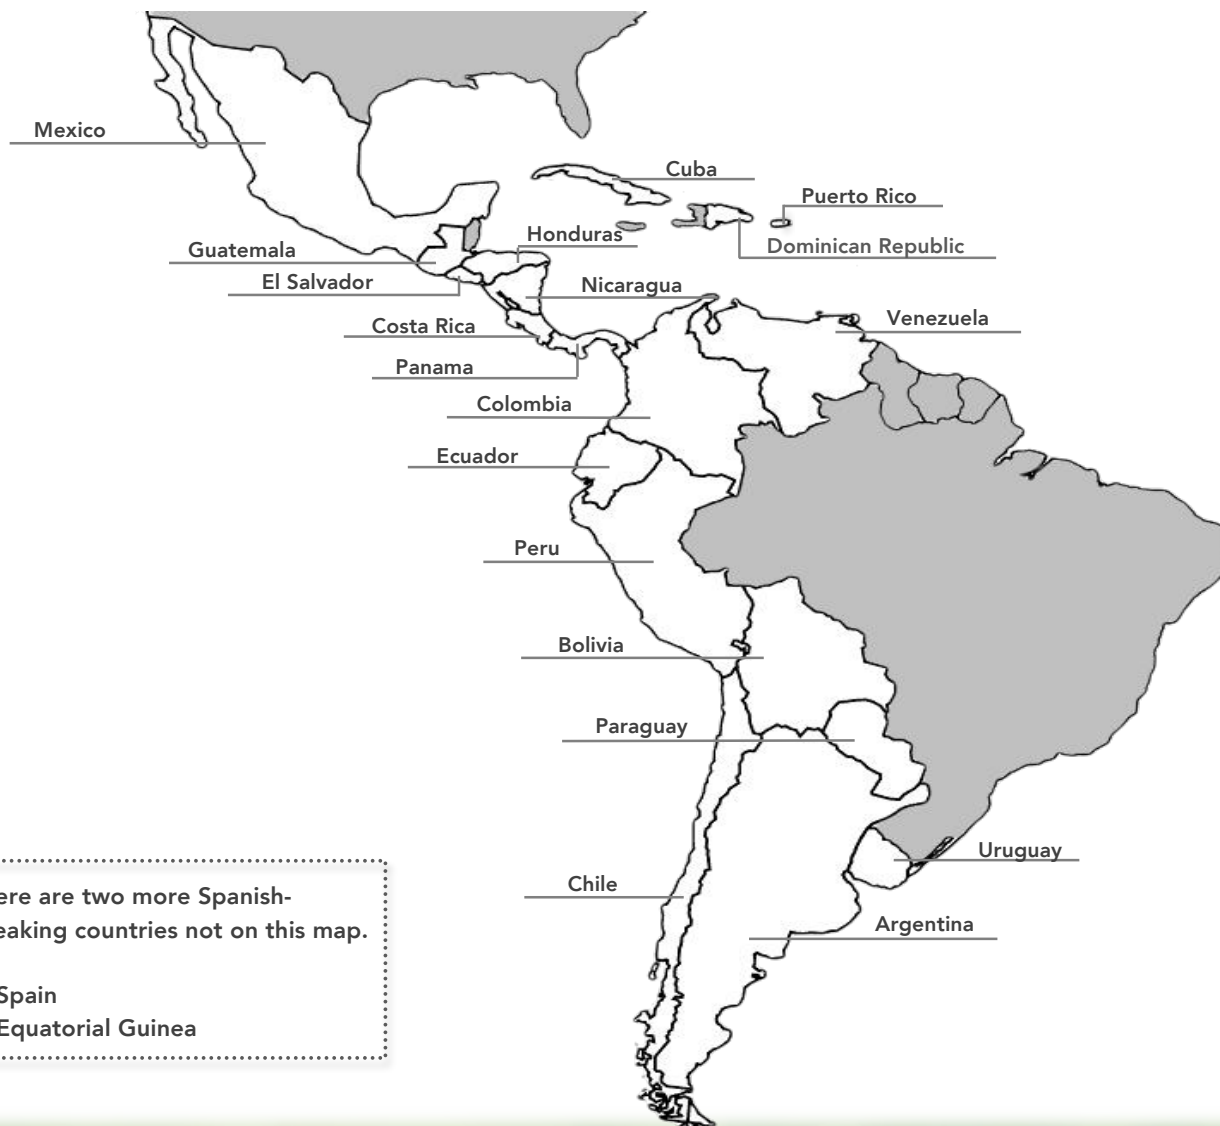 Mexico
Cuba
Puerto Rico
Honduras
Dominican Republic
Guatemala
El Salvador
Nicaragua
Venezuela
Costa Rica
Panama
Colombia
Ecuador
Peru
Bolivia
Paraguay
Uruguay
Chile
Argentina
ere are two more Spanish-
eaking countries not on this map.
Spain
Equatorial Guinea